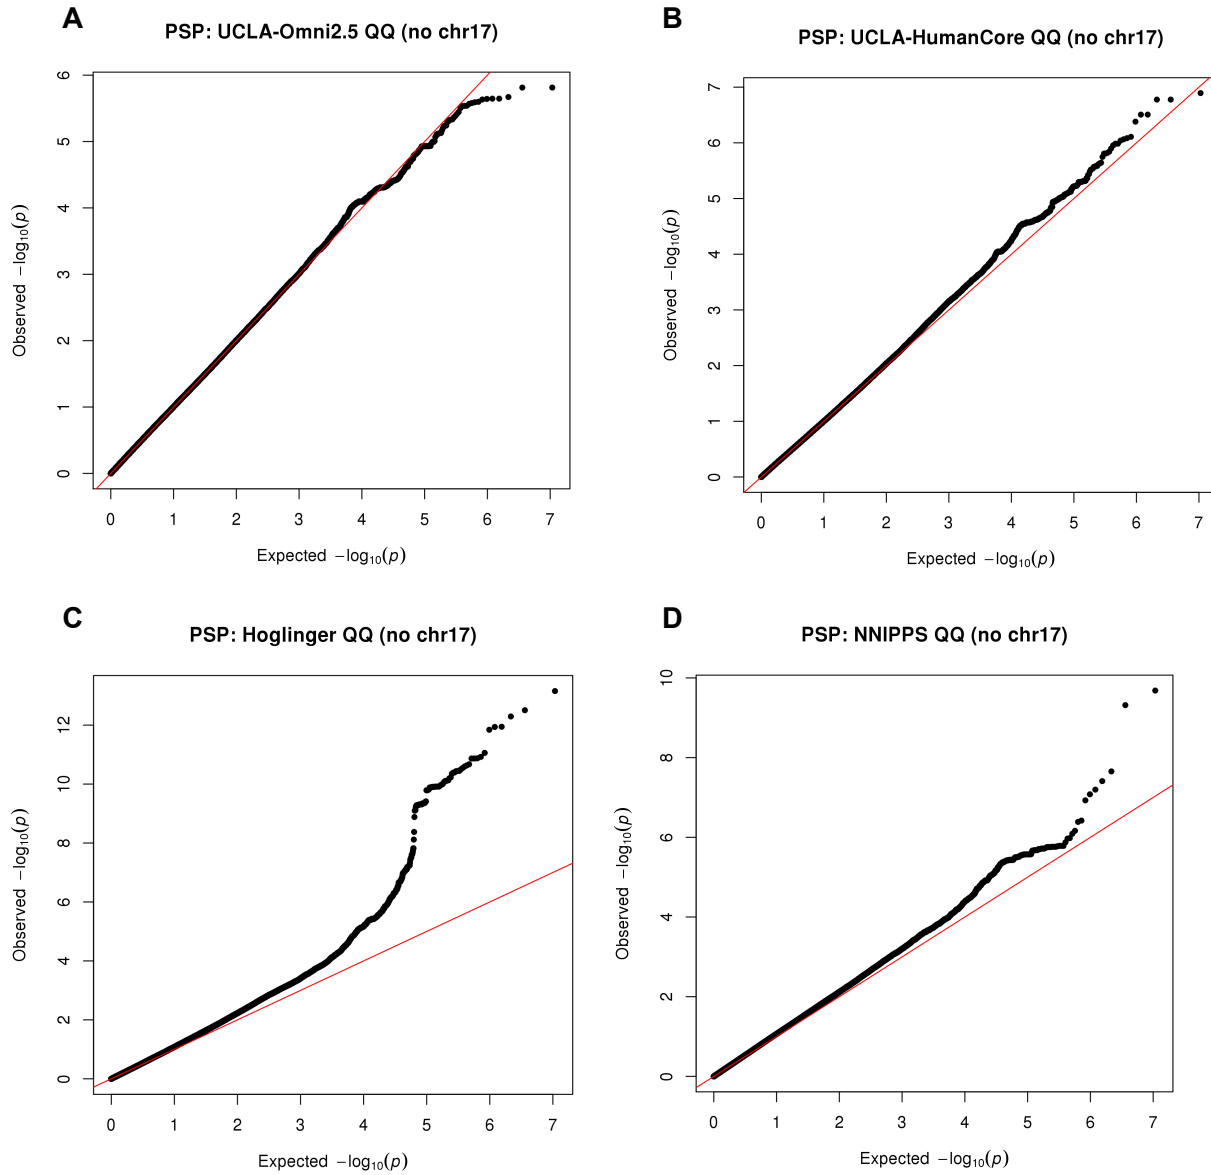 A
PSP: UCLA-Omni2.5 QQ (no chr17)
6
5
4
3
2
1
0
Observed −log10(p)
0 1 2 3 4 5 6 7
Expected −log10(p)
B
PSP: UCLA-HumanCore QQ (no chr17)
7
6
5
4
3
2
1
0
Observed −log10(p)
0 1 2 3 4 5 6 7
Expected −log10(p)
C
PSP: Hoglinger QQ (no chr17)
12
10
8
6
4
2
0
Observed −log10(p)
0 1 2 3 4 5 6 7
Expected −log10(p)
D
PSP: NNIPPS QQ (no chr17)
10
8
6
4
2
0
Observed −log10(p)
0 1 2 3 4 5 6 7
Expected −log10(p)